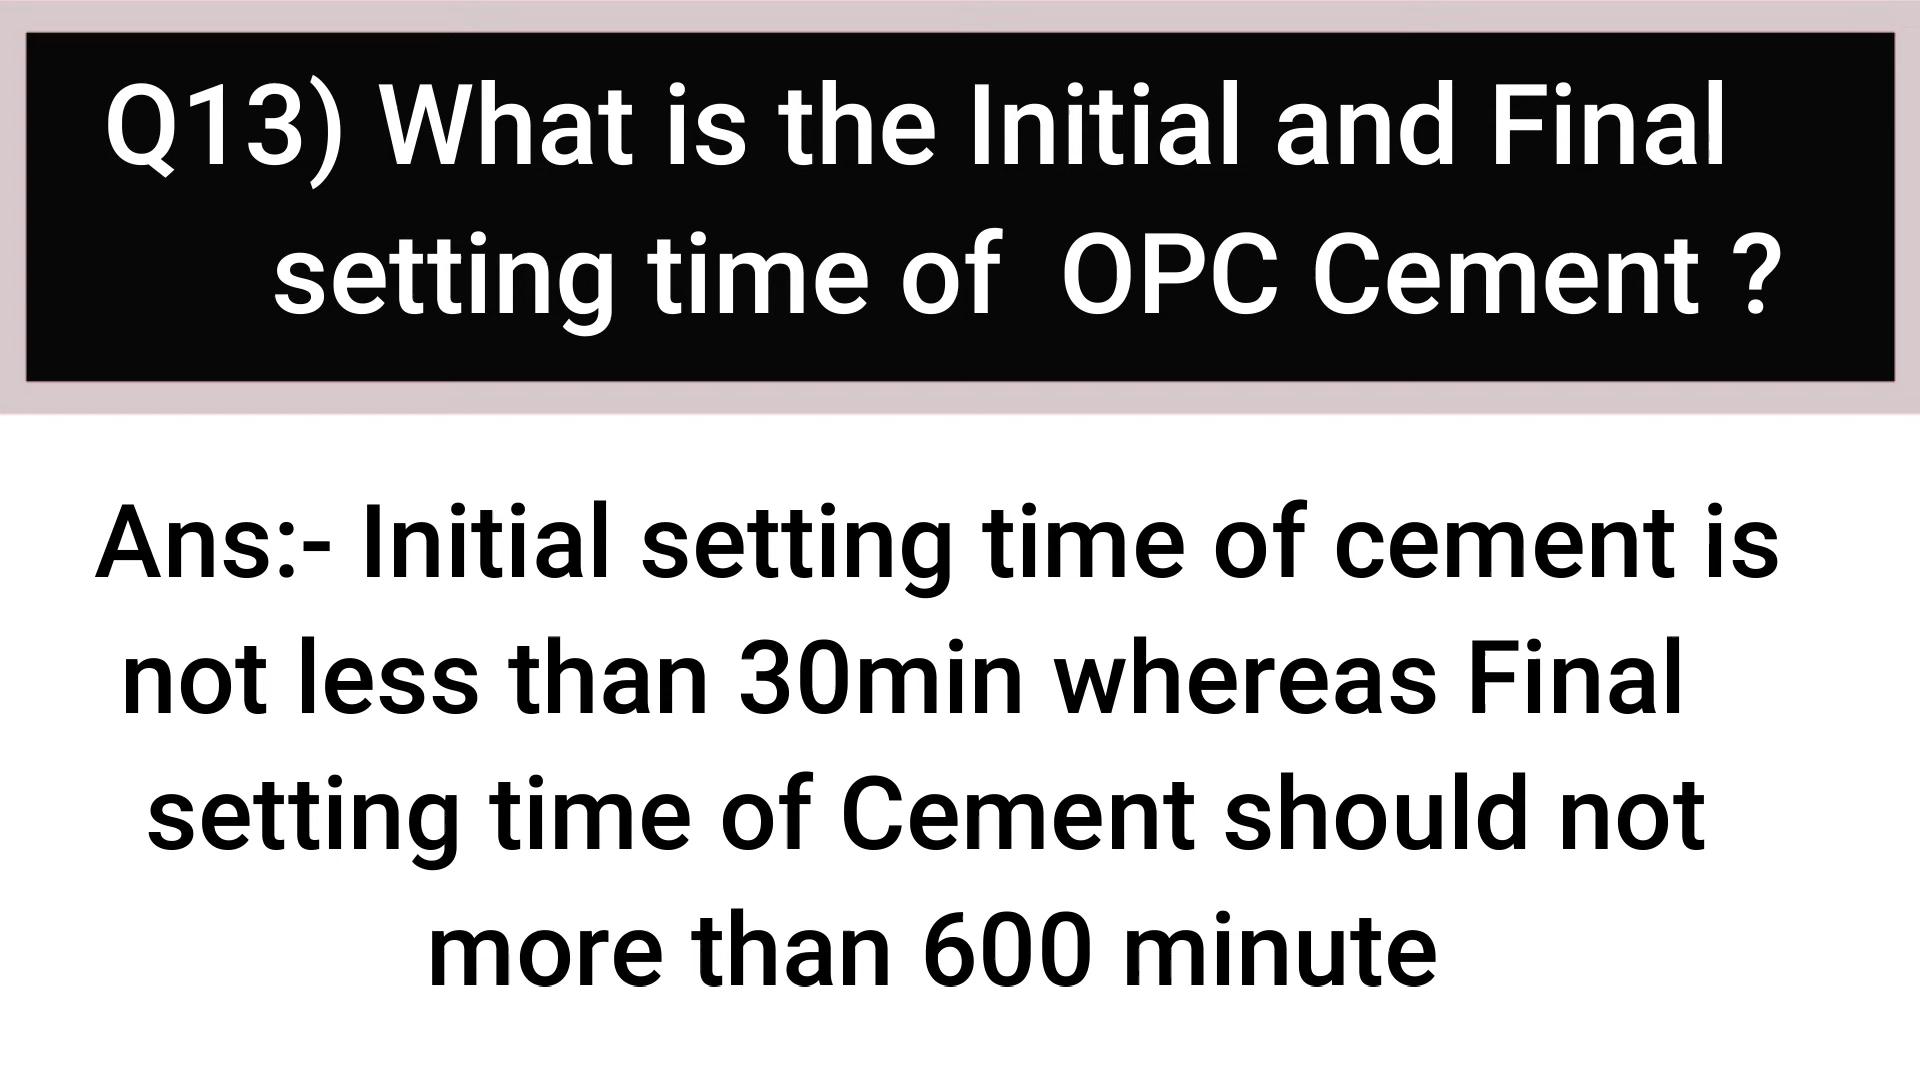 Q13) What is the Initial and Final
setting time of  OPC Cement ?
Ans:- Initial setting time of cement is
not less than 30min whereas Final
setting time of Cement should not
more than 600 minute